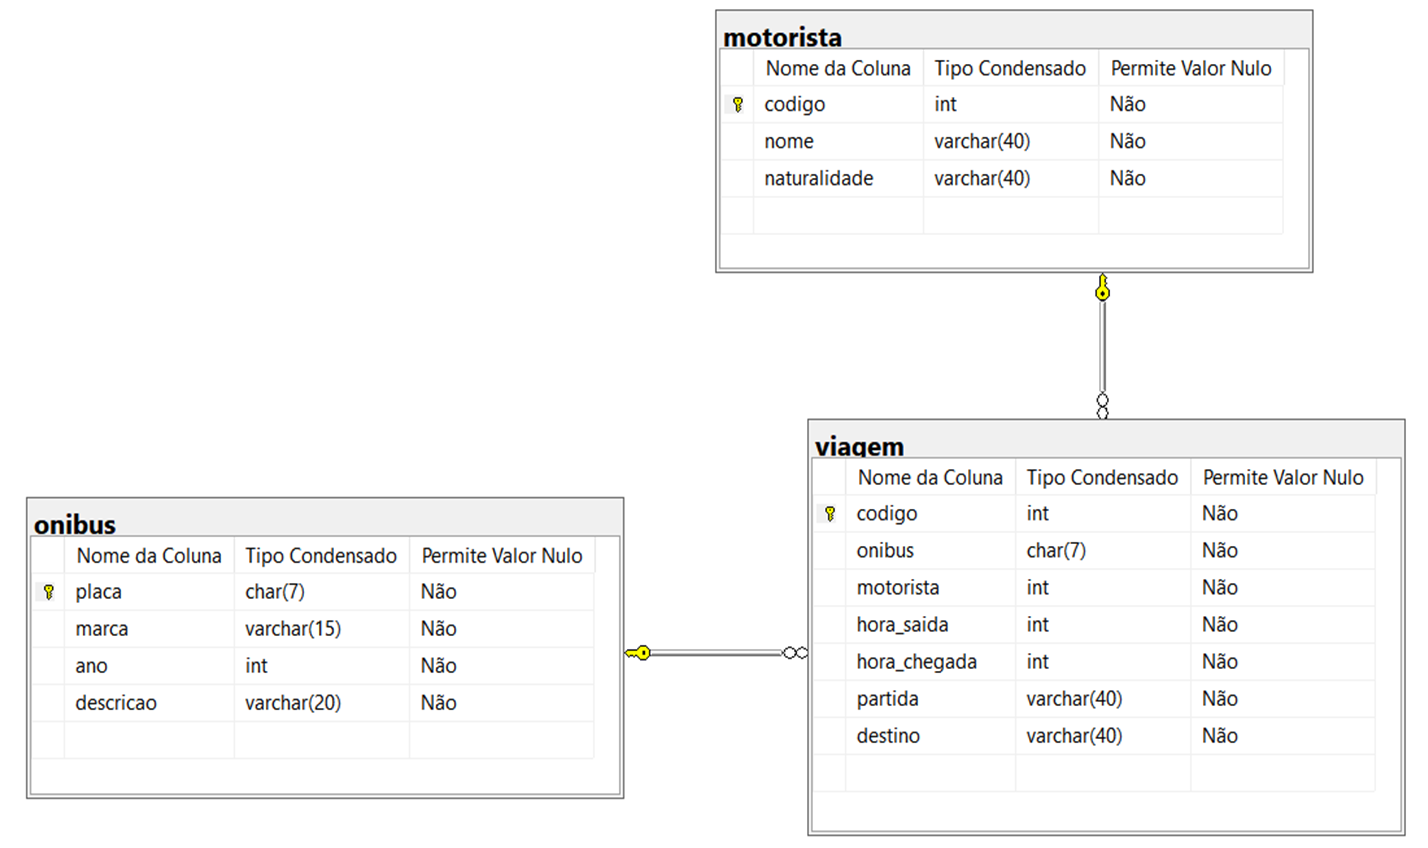 motorista
Nome da Coluna Tipo Condensado Permite Valor Nulo
codigo int Não
nome varchar(40) Não
naturalidade varchar(40) Não
viagem
Nome da Coluna Tipo Condensado Permite Valor Nulo
codigo int Não
onibus char(7) Não
motorista int Não
hora_saida int Não
hora_chegada int Não
partida varchar(40) Não
destino varchar(40) Não
onibus
Nome da Coluna Tipo Condensado Permite Valor Nulo
placa char(7) Não
marca varchar(15) Não
ano int Não
descricao varchar(20) Não